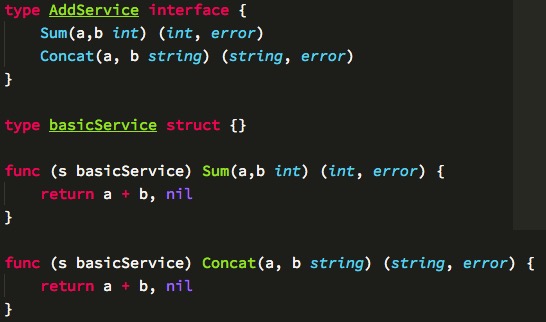 type AddService interface {
    Sum(a,b int) (int, error)
    Concat(a, b string) (string, error)
}

type basicService struct {}

func (s basicService) Sum(a,b int) (int, error) {
    return a + b, nil
}

func (s basicService) Concat(a, b string) (string, error) {
    return a + b, nil
}